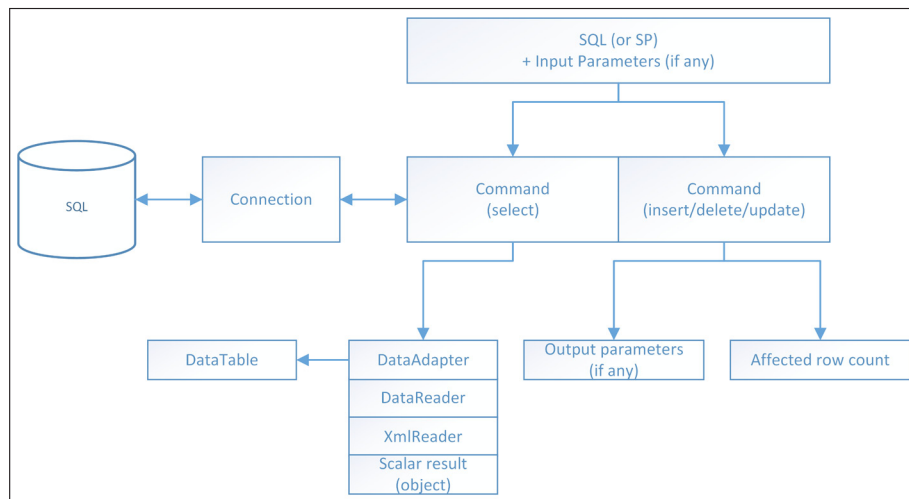 SQL (or SP)
+ Input Parameters (if any)
SQL
Connection
Command
(select)
Command
(insert/delete/update)
DataTable
DataAdapter
Output parameters
(if any)
Affected row count
DataReader
XmlReader
Scalar result
(object)